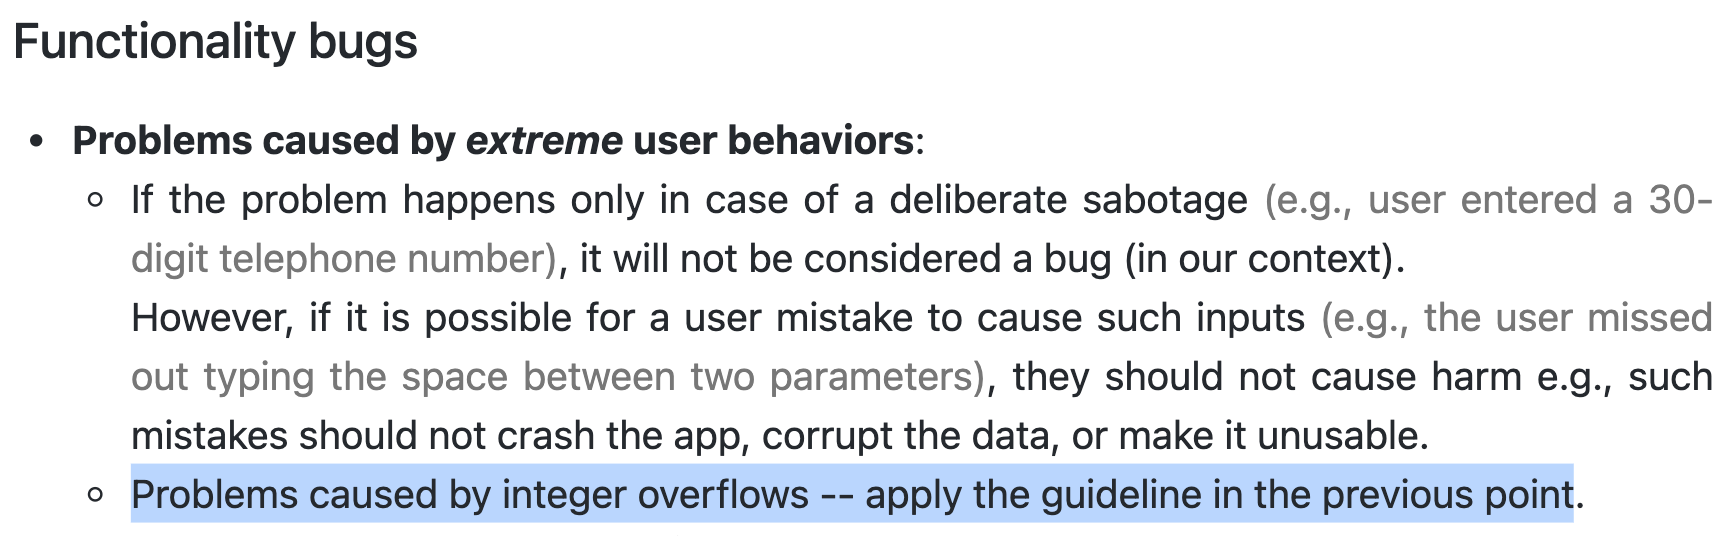 Functionality bugs
• Problems caused by extreme user behaviors:
◦ If the problem happens only in case of a deliberate sabotage (e.g., user entered a 30-
digit telephone number), it will not be considered a bug (in our context).
However, if it is possible for a user mistake to cause such inputs (e.g., the user missed
out typing the space between two parameters), they should not cause harm e.g., such
mistakes should not crash the app, corrupt the data, or make it unusable.
◦ Problems caused by integer overflows -- apply the guideline in the previous point.